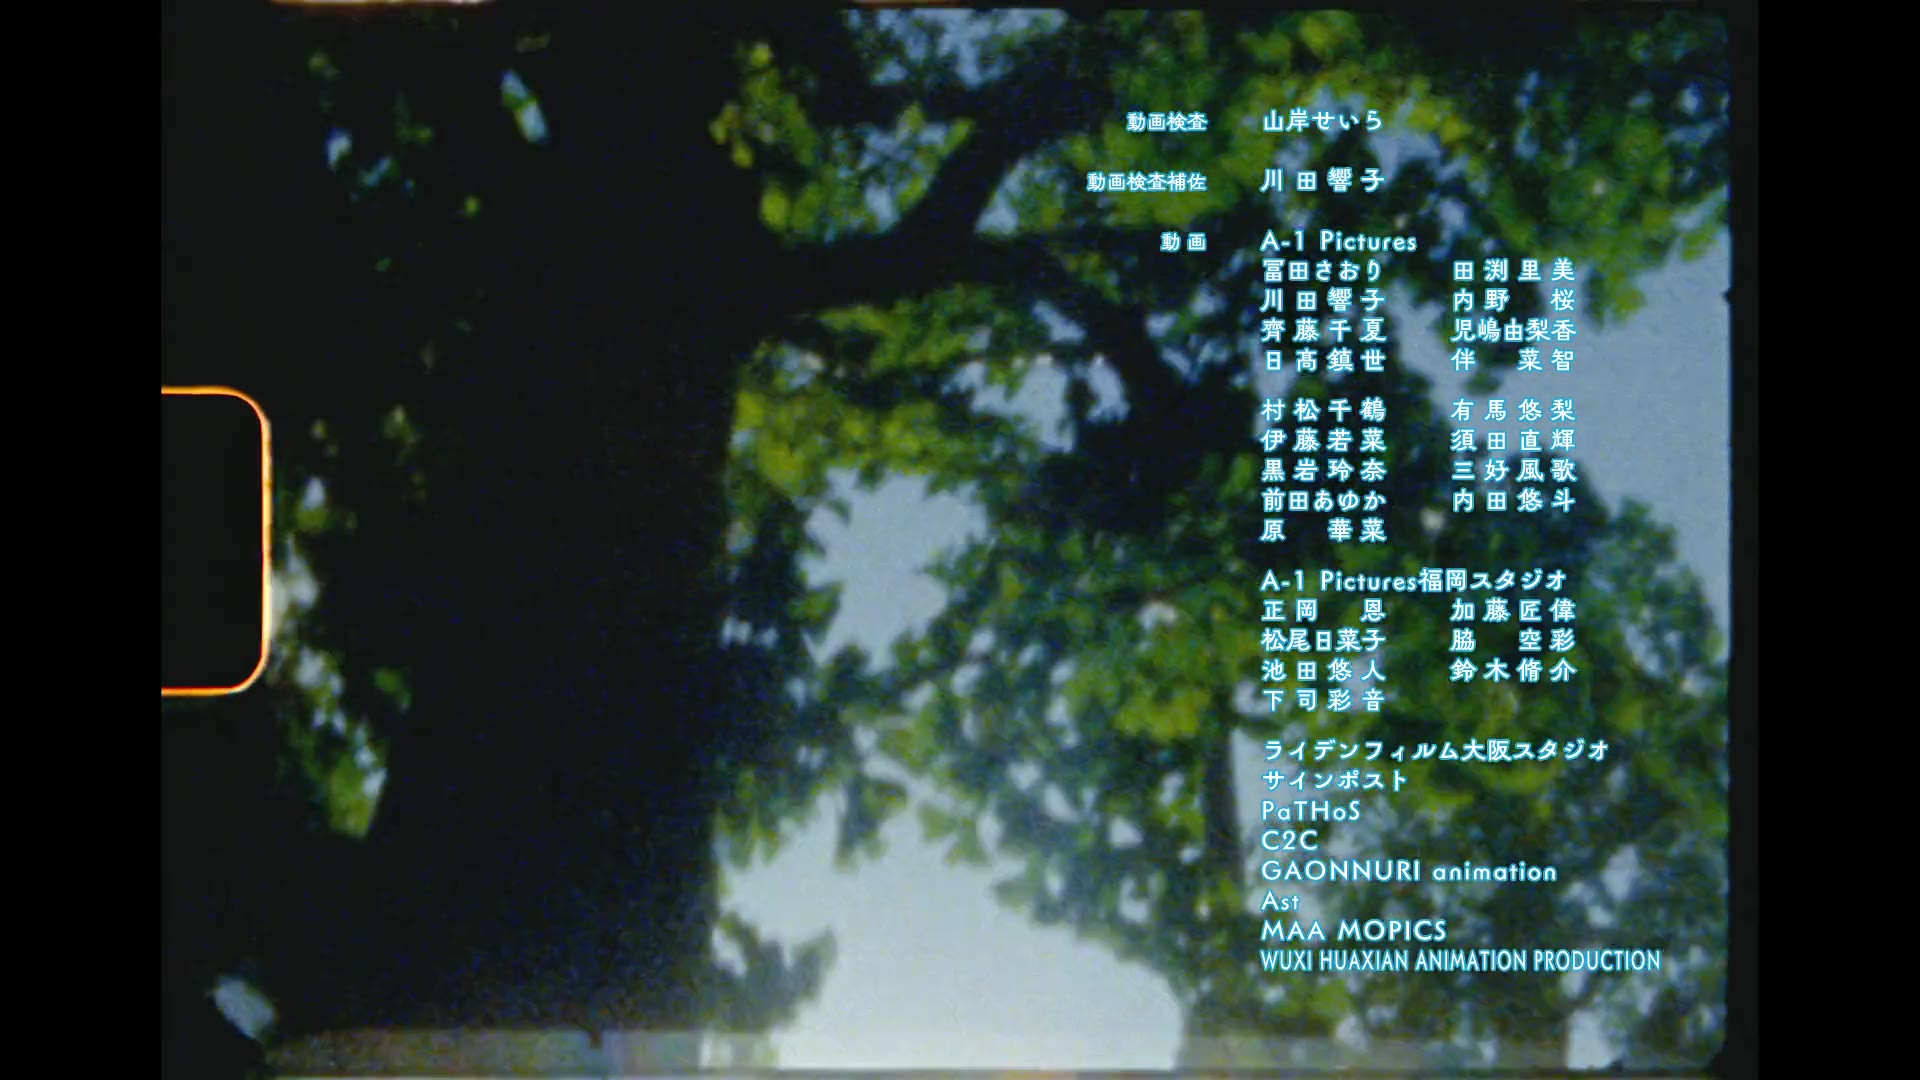 動画検査 山岸せいら
動画検査補佐 川田響子
動画 A-1 Pictures
冨田さおり 田渕里美
川田響子 内野 桜
齊藤千夏 児嶋由梨香
日髙鎮世 伴 菜智
村松千鶴 有馬悠梨
伊藤若菜 須田直輝
黒岩玲奈 三好風歌
前田あゆか 内田悠斗
原 華菜
A-1 Pictures福岡スタジオ
正岡 恩 加藤匠偉
松尾日菜子 脇 空彩
池田悠人 鈴木脩介
下司彩音
ライデンフィルム大阪スタジオ
サインポスト
PaTHoS
C2C
GAONNURI animation
Ast
MAA MOPICS
WUXI HUAXIAN ANIMATION PRODUCTION